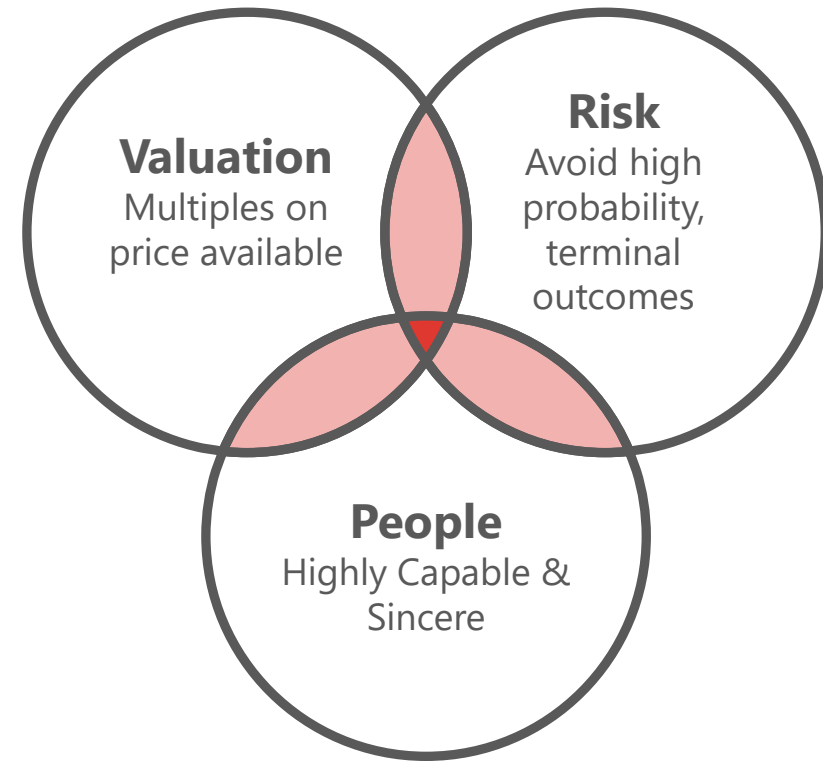 Valuation
Multiples on
price available
Risk
Avoid high
probability,
terminal
outcomes
People
Highly Capable &
Sincere